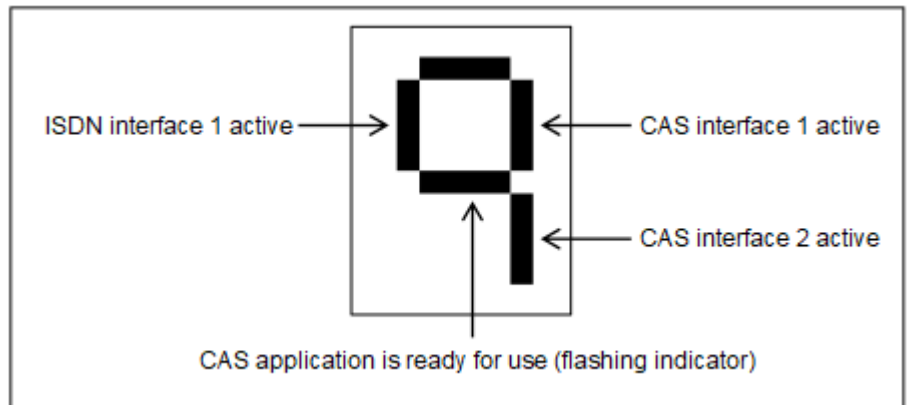 ISDN interface 1 active
CAS interface 1 active
CAS interface 2 active
CAS application is ready for use (flashing indicator)